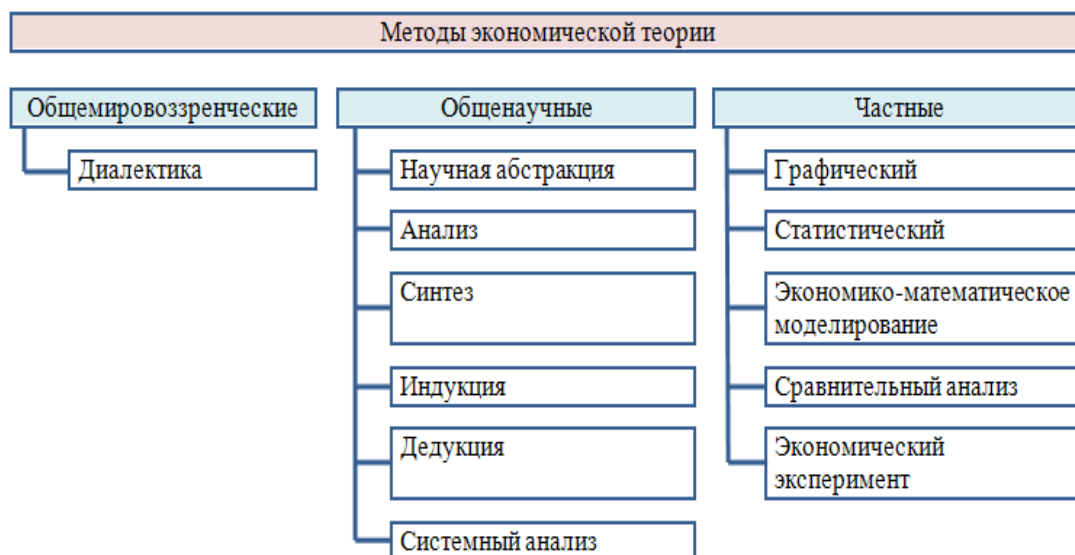 Методы экономической теории
Общемировоззренческие
Диалектика
Общенаучные
Научная абстракция
Анализ
Синтез
Индукция
Дедукция
Системный анализ
Частные
Графический
Статистический
Экономико-математическое
моделирование
Сравнительный анализ
Экономический
эксперимент